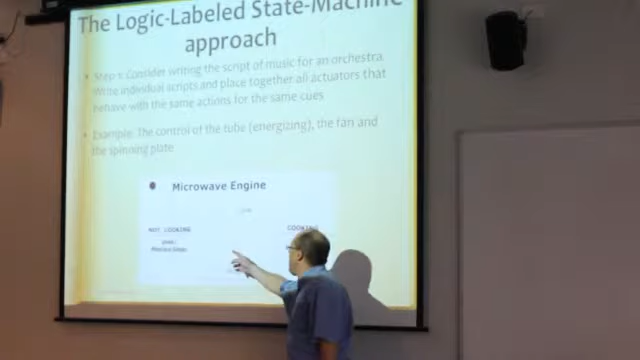 The Logic-Labeled State-Machine
approach
• Step 1: Consider writing the script of music for an orchestra.
Write individual scripts and place together all actuators that
behave with the same actions for the same cues
• Example: The control of the tube (energizing), the fan and
the spinning plate
• Microwave Engine
NOT_COOKING
COOKING